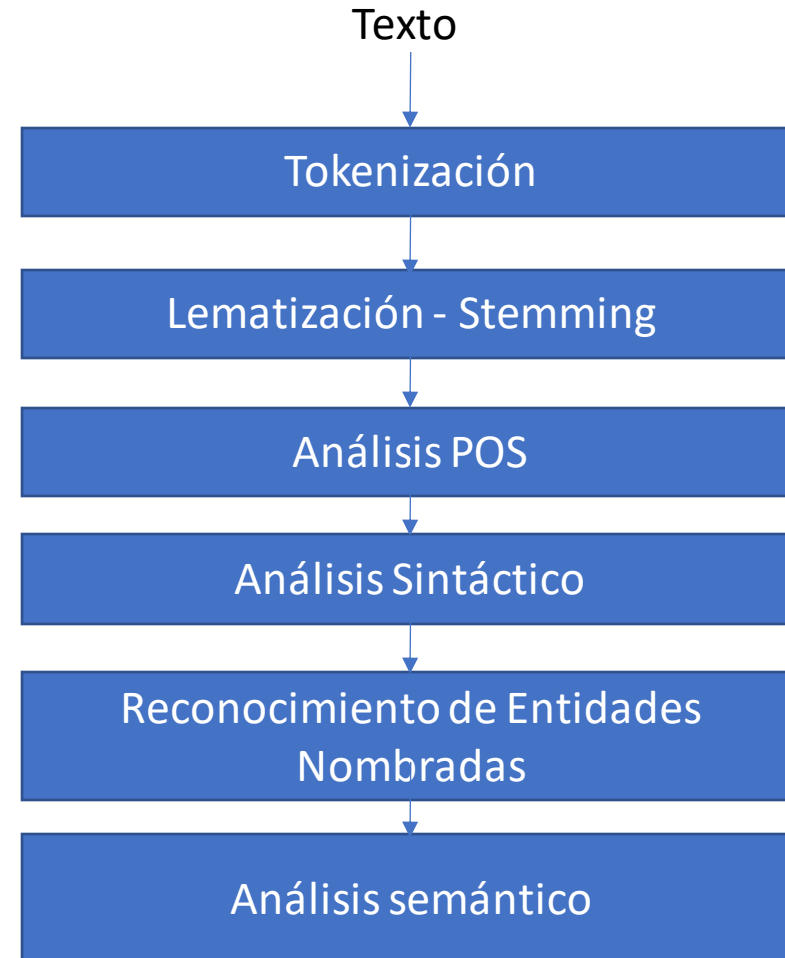 Texto
Tokenización
Lematización - Stemming
Análisis POS
Análisis Sintáctico
Reconocimiento de Entidades
Nombradas
Análisis semántico